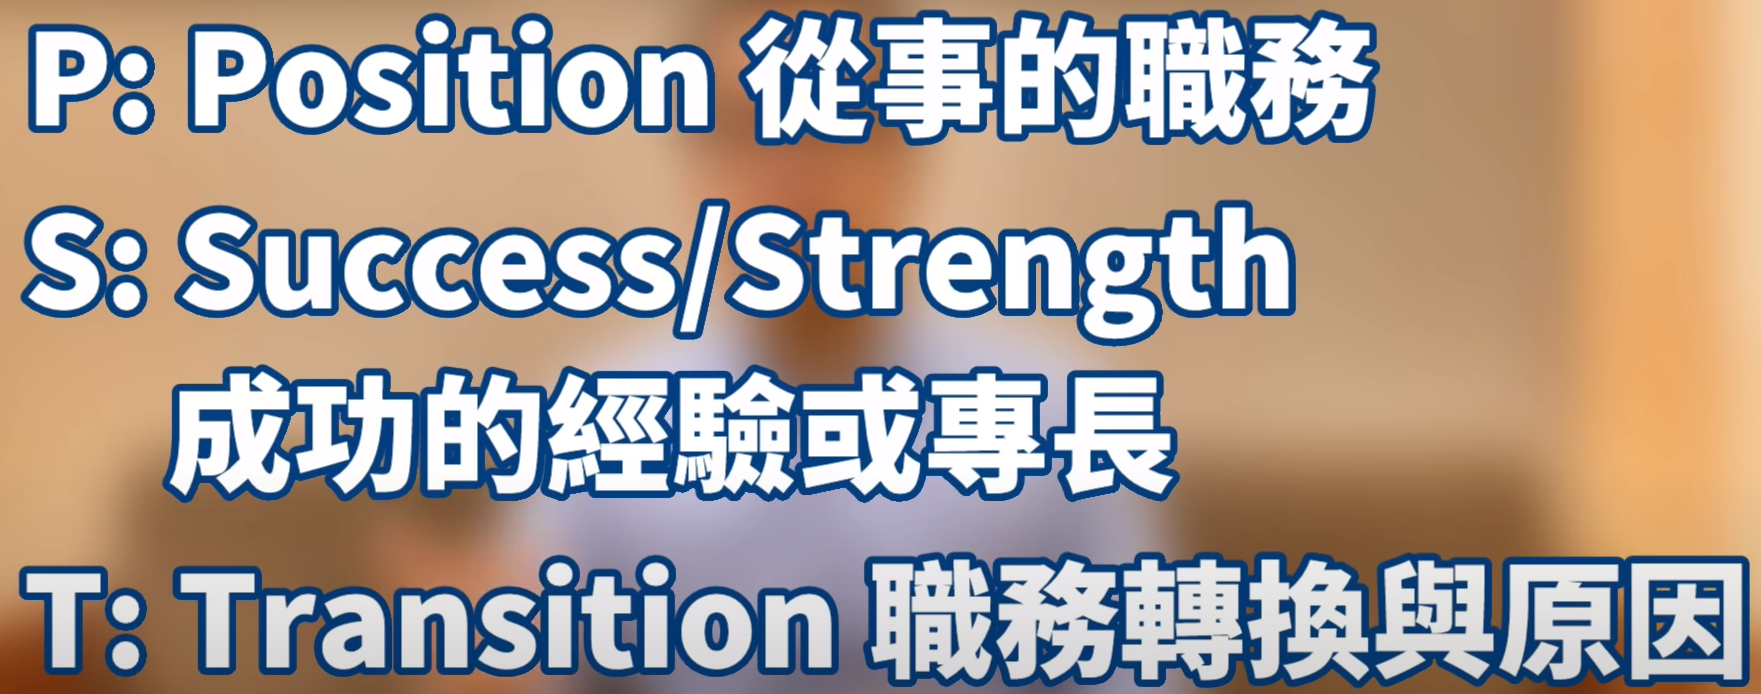 P: Position 從事的職務
S: Success/Strength
成功的經驗或專長
T: Transition 職務轉換與原因